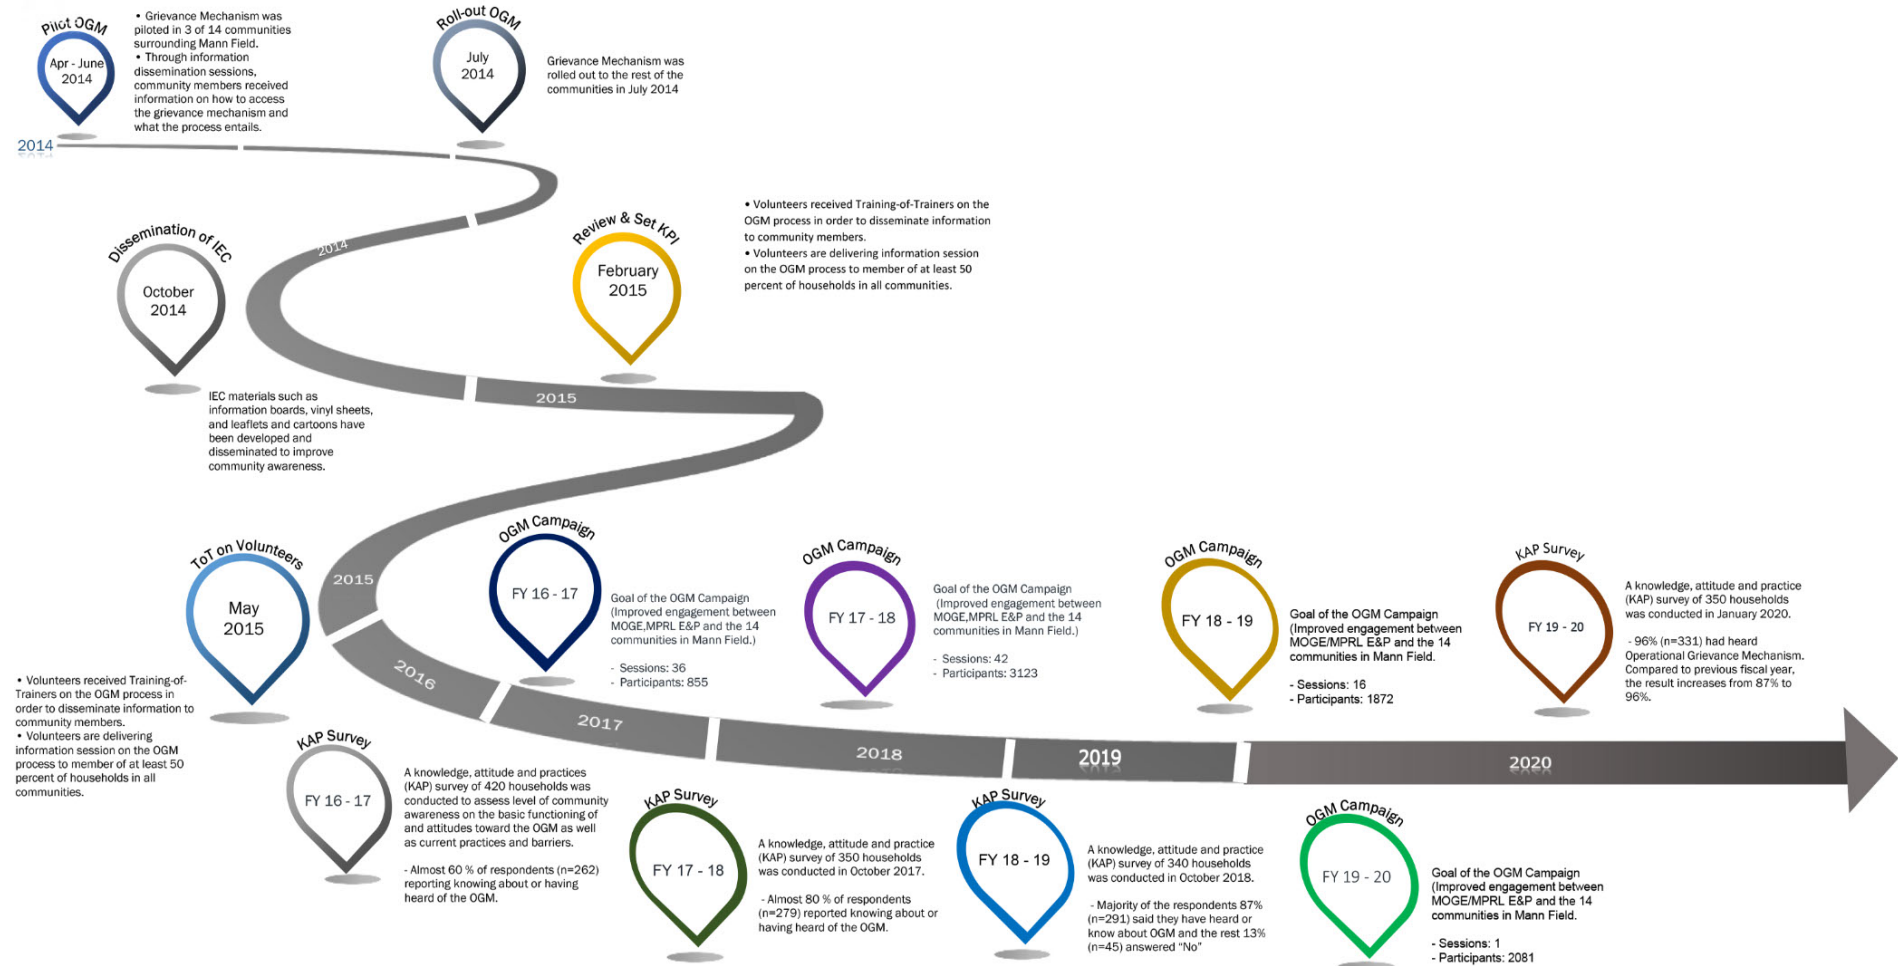 Pilot OGM
Apr - June
2014
• Grievance Mechanism was
piloted in 3 of 14 communities
surrounding Mann Field.
• Through information
dissemination sessions,
community members received
information on how to access
the grievance mechanism and
what the process entails.
Roll-out OGM
July
2014
Grievance Mechanism was
rolled out to the rest of the
communities in July 2014
2014
2014
Dissemination of IEC
October
2014
IEC materials such as
information boards, vinyl sheets,
and leaflets and cartoons have
been developed and
disseminated to improve
community awareness.
Review & Set KPI
February
2015
• Volunteers received Training-of-Trainers on the
OGM process in order to disseminate information
to community members.
• Volunteers are delivering information session
on the OGM process to member of at least 50
percent of households in all communities.
2015
2015
ToT on Volunteers
May
2015
• Volunteers received Training-of-
Trainers on the OGM process in
order to disseminate information to
community members.
• Volunteers are delivering
information session on the OGM
process to member of at least 50
percent of households in all
communities.
2016
OGM Campaign
FY 16 - 17
Goal of the OGM Campaign
(Improved engagement between
MOGE,MPRL E&P and the 14
communities in Mann Field.)
- Sessions: 36
- Participants: 855
KAP Survey
FY 16 - 17
A knowledge, attitude and practices
(KAP) survey of 420 households was
conducted to assess level of community
awareness on the basic functioning of
and attitudes toward the OGM as well
as current practices and barriers.
- Almost 60 % of respondents (n=262)
reporting knowing about or having
heard of the OGM.
2017
OGM Campaign
FY 17 - 18
Goal of the OGM Campaign
(Improved engagement between
MOGE,MPRL E&P and the 14
communities in Mann Field.)
- Sessions: 42
- Participants: 3123
KAP Survey
FY 17 - 18
A knowledge, attitude and practice
(KAP) survey of 350 households
was conducted in October 2017.
- Almost 80 % of respondents
(n=279) reported knowing about or
having heard of the OGM.
2018
OGM Campaign
FY 18 - 19
Goal of the OGM Campaign
(Improved engagement between
MOGE/MPRL E&P and the 14
communities in Mann Field.
- Sessions: 16
- Participants: 1872
2019
KAP Survey
FY 18 - 19
A knowledge, attitude and practice
(KAP) survey of 340 households
was conducted in October 2018.
- Majority of the respondents 87%
(n=291) said they have heard or
know about OGM and the rest 13%
(n=45) answered “No”
KAP Survey
FY 19 - 20
A knowledge, attitude and practice
(KAP) survey of 350 households
was conducted in January 2020.
- 96% (n=331) had heard
Operational Grievance Mechanism.
Compared to previous fiscal year,
the result increases from 87% to
96%.
2020
OGM Campaign
FY 19 - 20
Goal of the OGM Campaign
(Improved engagement between
MOGE/MPRL E&P and the 14
communities in Mann Field.
- Sessions: 1
- Participants: 2081